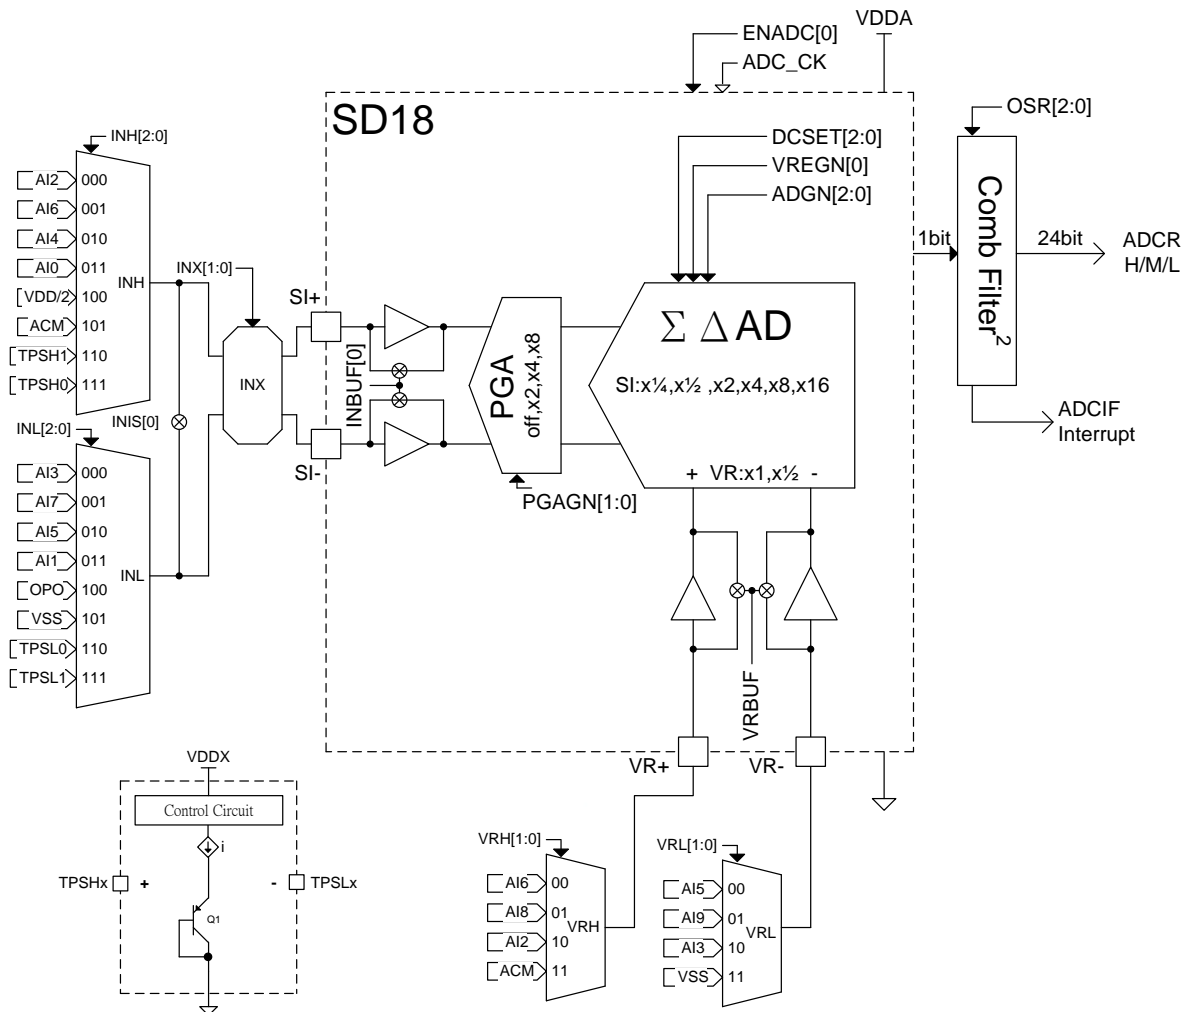 VDDA
ENADC[0]
ADC_CK
SD18
OSR[2:0]
INH[2:0]
DCSET[2:0]
VREGN[0]
ADGN[2:0]
AI2 000
AI6 001
AI4 010
AI0 011
VDD/2 100
ACM 101
TPSH1 110
TPSH0 111
INH
INX[1:0]
INX
INIS[0]
SI+
SI-
INBUF[0]
PGA
off,x2,x4,x8
PGAGN[1:0]
Σ Δ AD
SI:x¼,x½ ,x2,x4,x8,x16
+ VR:x1,x½ -
1bit
Comb Filter²
24bit
ADCR
H/M/L
ADCIF
Interrupt
INL[2:0]
AI3 000
AI7 001
AI5 010
AI1 011
OPO 100
VSS 101
TPSL0 110
TPSL1 111
INL
VRBUF
VR+
VR-
VDDX
Control Circuit
i
TPSHx + - TPSLx
Q1
VRH[1:0]
AI6 00
AI8 01
AI2 10
ACM 11
VRH
VRL[1:0]
AI5 00
AI9 01
AI3 10
VSS 11
VRL